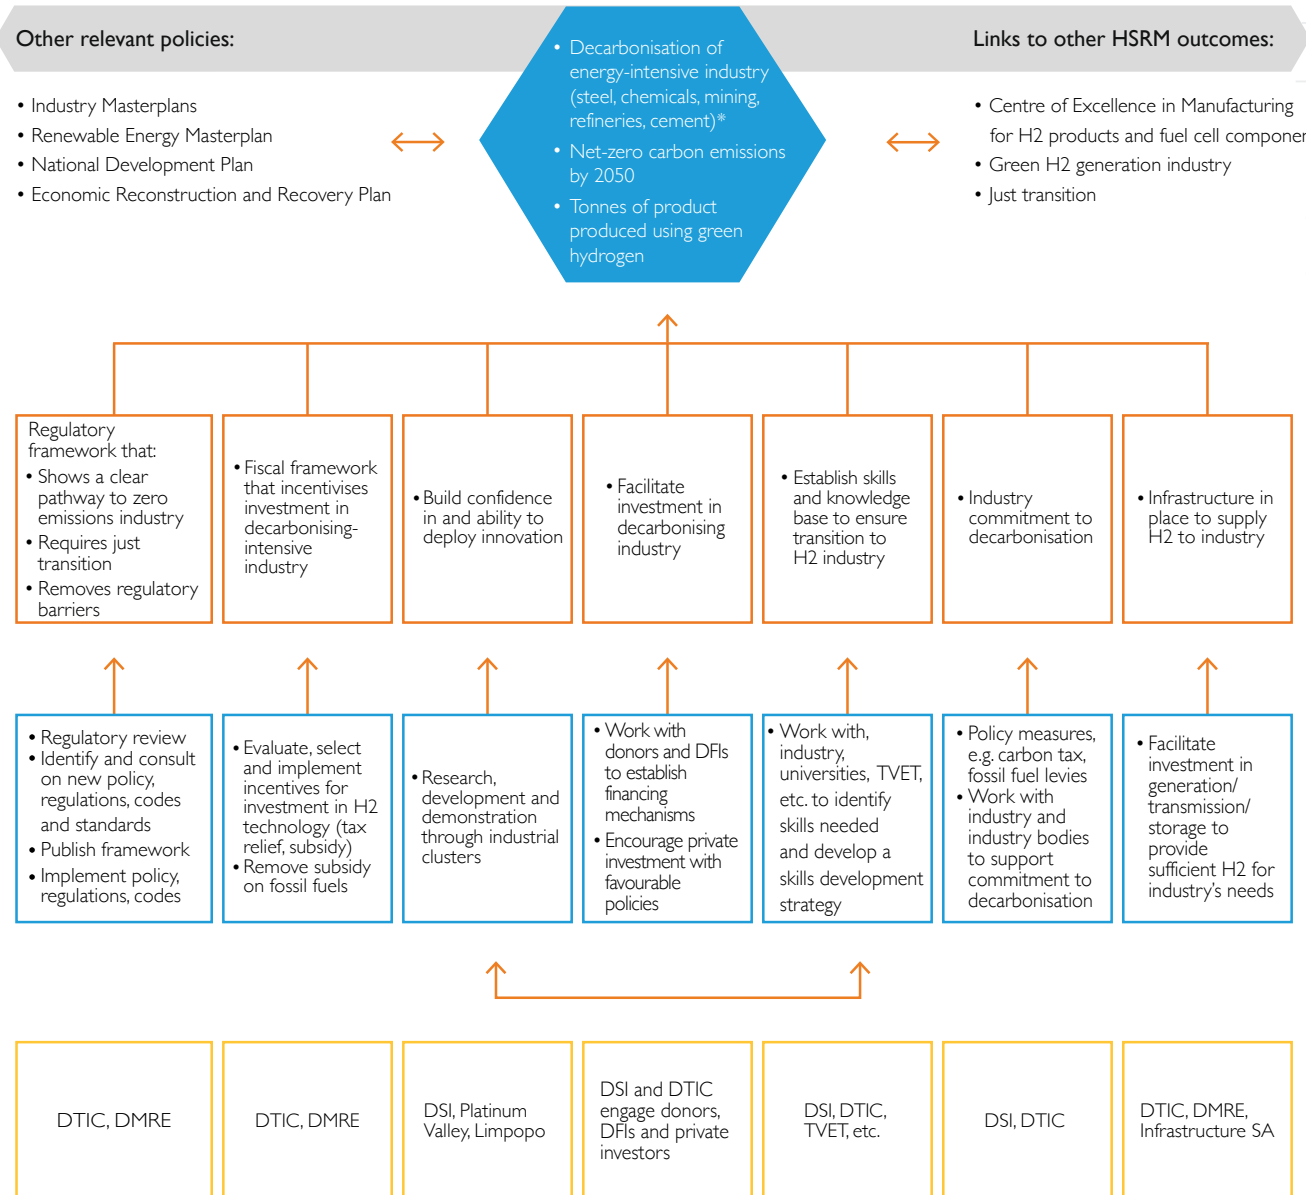 Other relevant policies:
• Industry Masterplans
• Renewable Energy Masterplan
• National Development Plan
• Economic Reconstruction and Recovery Plan
• Decarbonisation of
energy-intensive industry
(steel, chemicals, mining,
refineries, cement)*
• Net-zero carbon emissions
by 2050
• Tonnes of product
produced using green
hydrogen
Links to other HSRM outcomes:
• Centre of Excellence in Manufacturing
for H2 products and fuel cell component
• Green H2 generation industry
• Just transition
Regulatory
framework that:
• Shows a clear
pathway to zero
emissions industry
• Requires just
transition
• Removes regulatory
barriers
• Fiscal framework
that incentivises
investment in
decarbonising-
intensive
industry
• Build confidence
in and ability to
deploy innovation
• Facilitate
investment in
decarbonising
industry
• Establish skills
and knowledge
base to ensure
transition to
H2 industry
• Industry
commitment to
decarbonisation
• Infrastructure in
place to supply
H2 to industry
• Regulatory review
• Identify and consult
on new policy,
regulations, codes
and standards
• Publish framework
• Implement policy,
regulations, codes
• Evaluate, select
and implement
incentives for
investment in H2
technology (tax
relief, subsidy)
• Remove subsidy
on fossil fuels
• Research,
development and
demonstration
through industrial
clusters
• Work with
donors and DFIs
to establish
financing
mechanisms
• Encourage private
investment with
favourable
policies
• Work with,
industry,
universities, TVET,
etc. to identify
skills needed
and develop a
skills development
strategy
• Policy measures,
e.g. carbon tax,
fossil fuel levies
• Work with
industry and
industry bodies
to support
commitment to
decarbonisation
• Facilitate
investment in
generation/
transmission/
storage to
provide
sufficient H2 for
industry's needs
DTIC, DMRE
DTIC, DMRE
DSI, Platinum
Valley, Limpopo
DSI and DTIC
engage donors,
DFIs and private
investors
DSI, DTIC,
TVET, etc.
DSI, DTIC
DTIC, DMRE,
Infrastructure SA